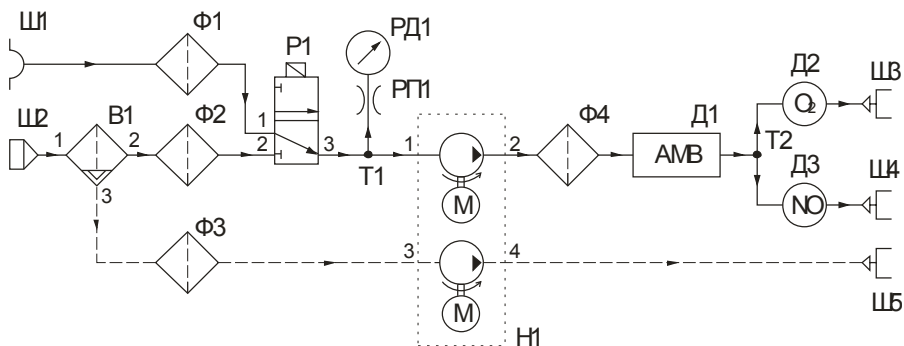 Ш1
Ф1
Р1
РД1
РП1
1
2
3
Т1
Ш2
1
В1
2
3
Ф2
Ф3
1
2
М
3
4
М
Н1
Ф4
Д1
АМВ
Т2
Д2
O₂
Д3
NO
Ш3
Ш4
Ш5